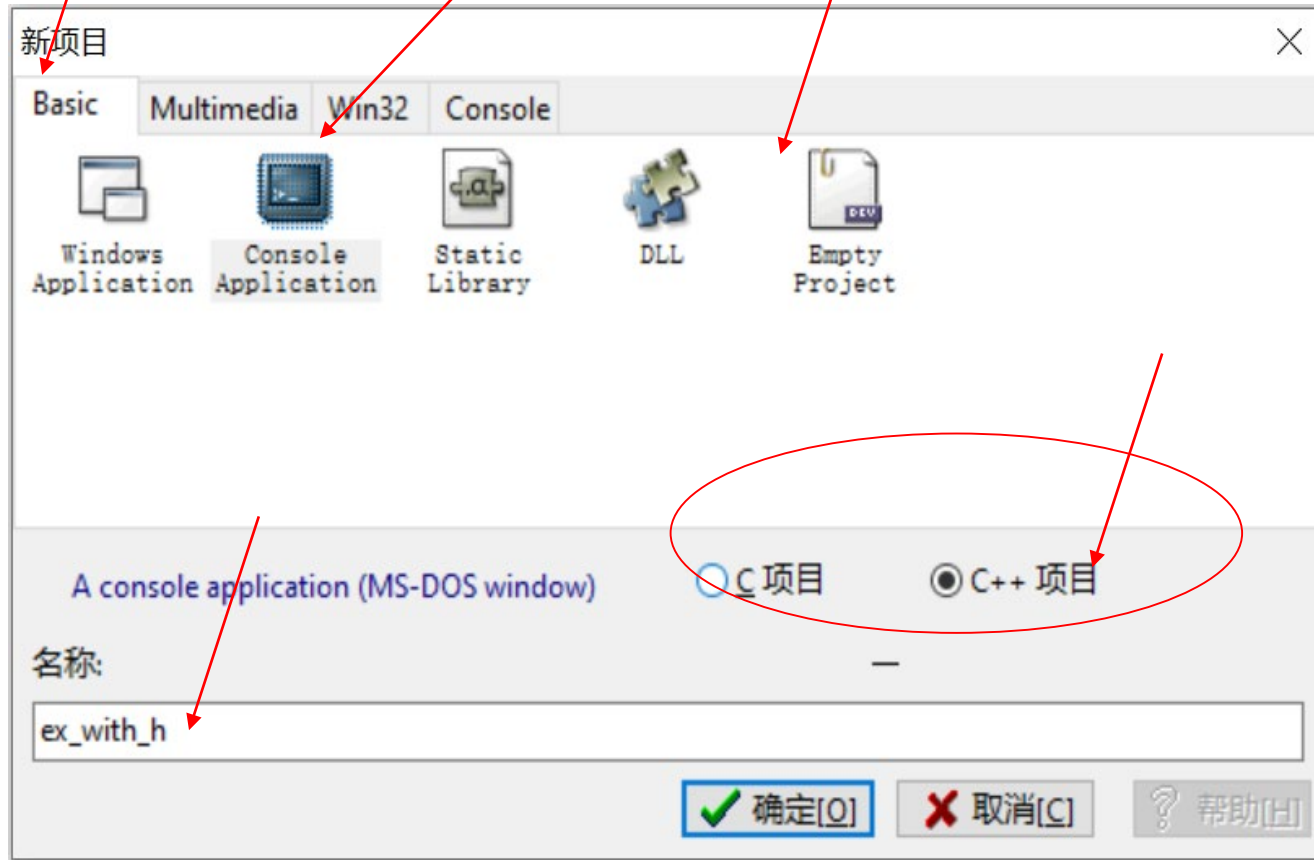 新项目
Basic Multimedia Win32 Console
Windows Application
Console Application
Static Library
DLL
Empty Project
DEV
A console application (MS-DOS window)
C 项目
C++ 项目
名称:
ex_with_h
确定[O] 取消[C] 帮助[H]